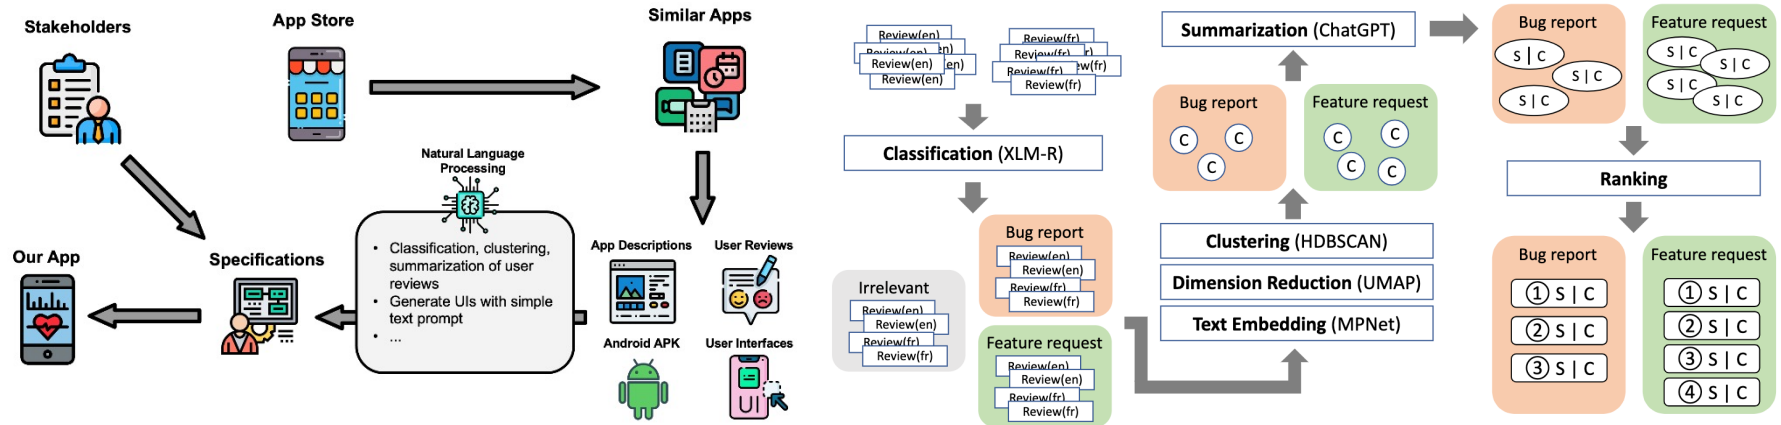 Stakeholders
App Store
Similar Apps
Natural Language
Processing
• Classification, clustering,
summarization of user
reviews
• Generate UIs with simple
text prompt
• ...
Our App
Specifications
App Descriptions
User Reviews
Android APK
User Interfaces
UI
Review(en)
Review(en)
en)
Review(en)
en)
Review(en)
Review(fr)
Review(fr)
r)
Review(fr)
ew(fr)
Review(fr)
Classification (XLM-R)
Irrelevant
Review(en)
Review(en)
Review(fr)
Review(fr)
Bug report
Review(en)
Review(en)
Review(fr)
Review(fr)
Feature request
Review(en)
Review(en)
Review(fr)
Review(fr)
Text Embedding (MPNet)
Dimension Reduction (UMAP)
Clustering (HDBSCAN)
Bug report
C
C
C
Feature request
C
C
C
C
Summarization (ChatGPT)
Bug report
S | C
S | C
S | C
Feature request
S | C
S | C
S | C
S | C
Ranking
Bug report
1 S | C
2 S | C
3 S | C
Feature request
1 S | C
2 S | C
3 S | C
4 S | C